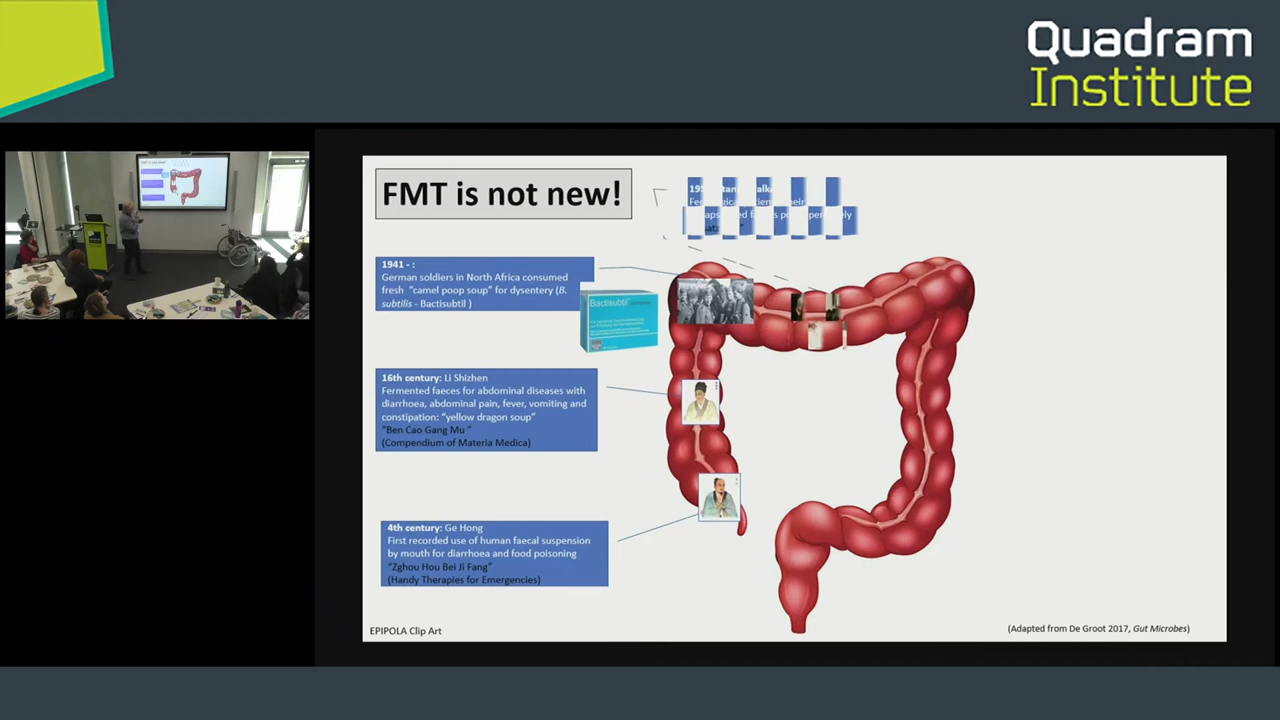 Quadram
Institute
FMT is not new!
1941 - :
German soldiers in North Africa consumed
fresh "camel poop soup" for dysentery (B.
subtilis - Bactisubtil )
Bactisubtil
16th century: Li Shizhen
Fermented faeces for abdominal diseases with
diarrhoea, abdominal pain, fever, vomiting and
constipation: "yellow dragon soup"
"Ben Cao Gang Mu "
(Compendium of Materia Medica)
4th century: Ge Hong
First recorded use of human faecal suspension
by mouth for diarrhoea and food poisoning
"Zghou Hou Bei Ji Fang"
(Handy Therapies for Emergencies)
EPIPOLA Clip Art
(Adapted from De Groot 2017, Gut Microbes)